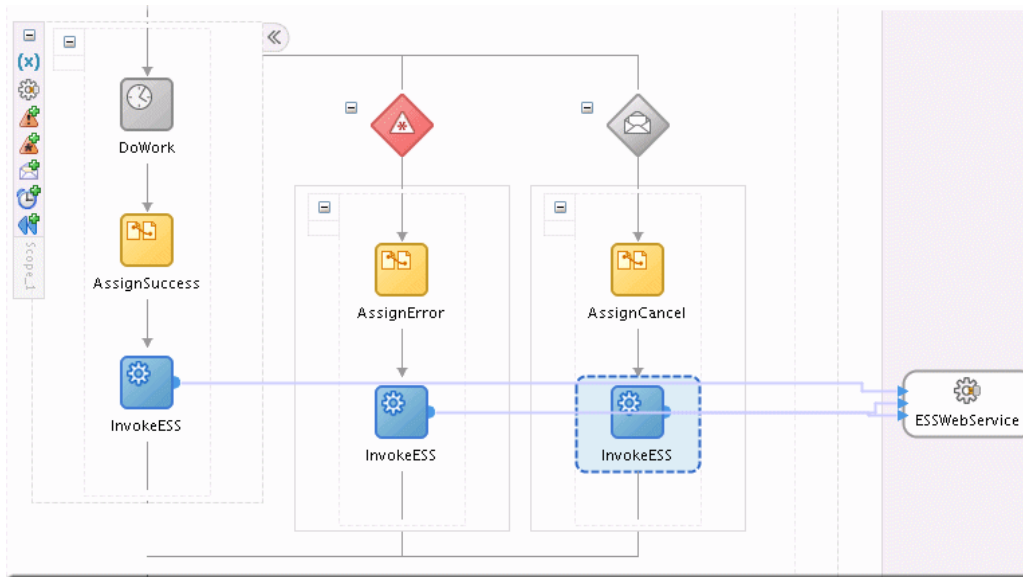 (x)
Scope_1
DoWork
AssignSuccess
InvokeESS
AssignError
InvokeESS
AssignCancel
InvokeESS
ESSWebService